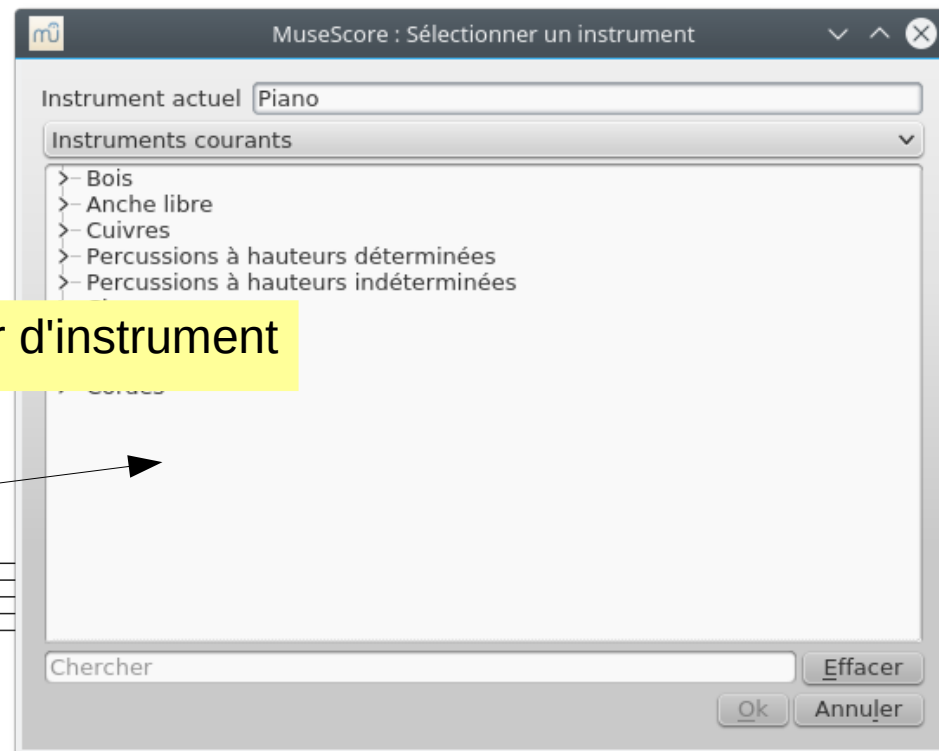 MuseScore : Sélectionner un instrument
Instrument actuel Piano
Instruments courants
Bois
Anche libre
Cuivres
Percussions à hauteurs déterminées
Percussions à hauteurs indéterminées
r d'instrument
Cordes
Chercher Effacer
Ok Annuler